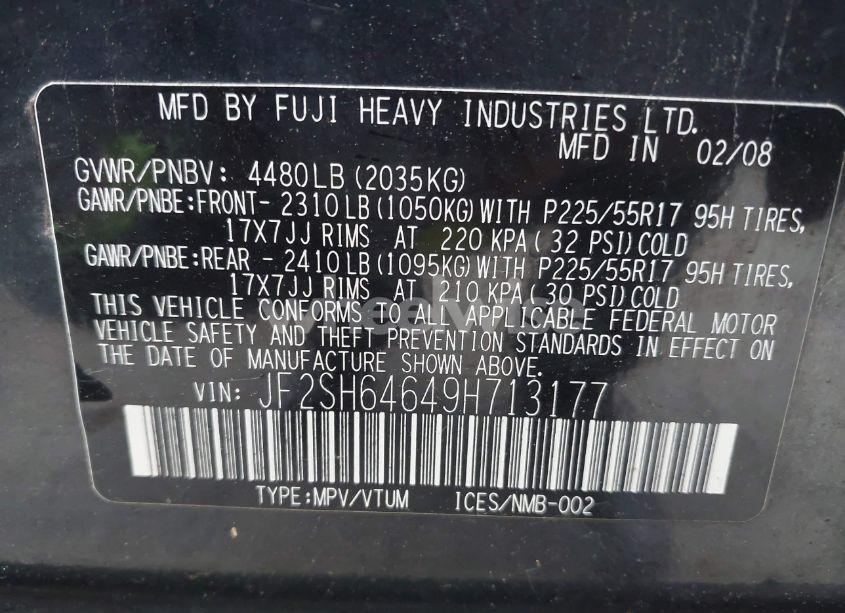 MFD BY FUJI HEAVY INDUSTRIES LTD.
MFD IN 02/08
GVWR/PNBV: 4480LB (2035KG)
GAWR/PNBE:FRONT- 2310LB (1050KG) WITH P225/55R17 95H TIRES,
17X7JJ RIMS AT 220 KPA( 32 PSI) COLD
GAWR/PNBE:REAR - 2410LB (1095KG) WITH P225/55R17 95H TIRES,
17X7JJ RIMS AT 210 KPA( 30 PSI) COLD
THIS VEHICLE CONFORMS TO ALL APPLICABLE FEDERAL MOTOR
VEHICLE SAFETY AND THEFT PREVENTION STANDARDS IN EFFECT ON
THE DATE OF MANUFACTURE SHOWN ABOVE.
VIN: JF2SH64649H713177
TYPE:MPV/VTUM ICES/NMB-002